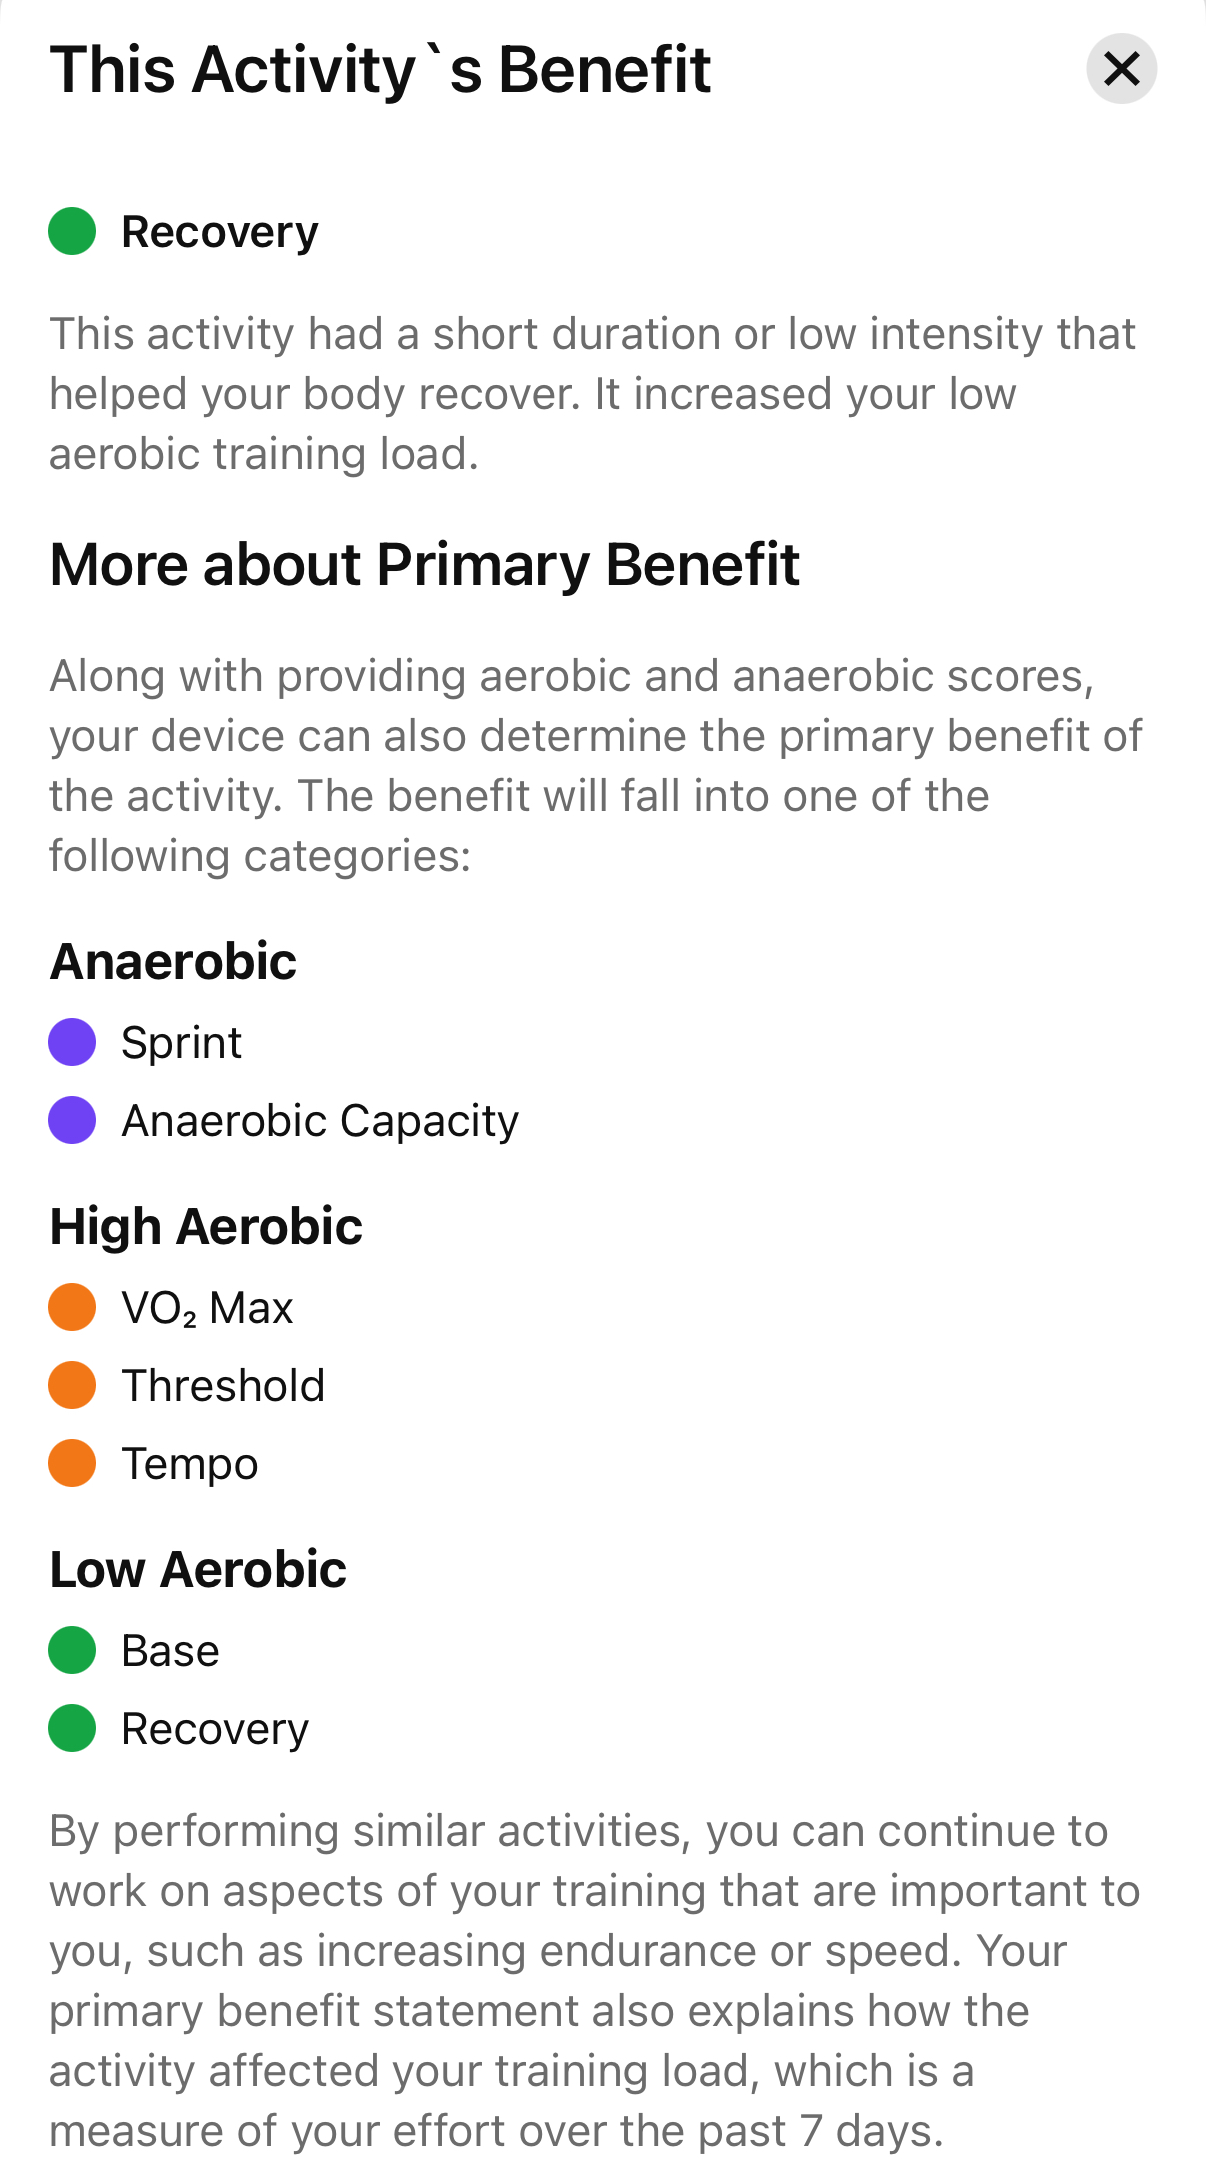 This Activity`s Benefit
Recovery
This activity had a short duration or low intensity that
helped your body recover. It increased your low
aerobic training load.
More about Primary Benefit
Along with providing aerobic and anaerobic scores,
your device can also determine the primary benefit of
the activity. The benefit will fall into one of the
following categories:
Anaerobic
Sprint
Anaerobic Capacity
High Aerobic
VO₂ Max
Threshold
Tempo
Low Aerobic
Base
Recovery
By performing similar activities, you can continue to
work on aspects of your training that are important to
you, such as increasing endurance or speed. Your
primary benefit statement also explains how the
activity affected your training load, which is a
measure of your effort over the past 7 days.